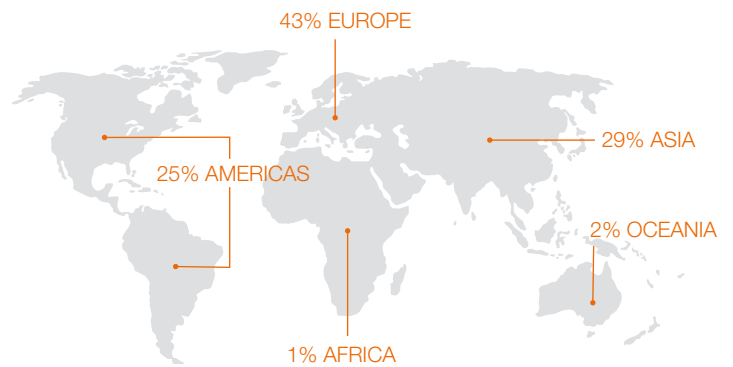 43% EUROPE
29% ASIA
25% AMERICAS
2% OCEANIA
1% AFRICA